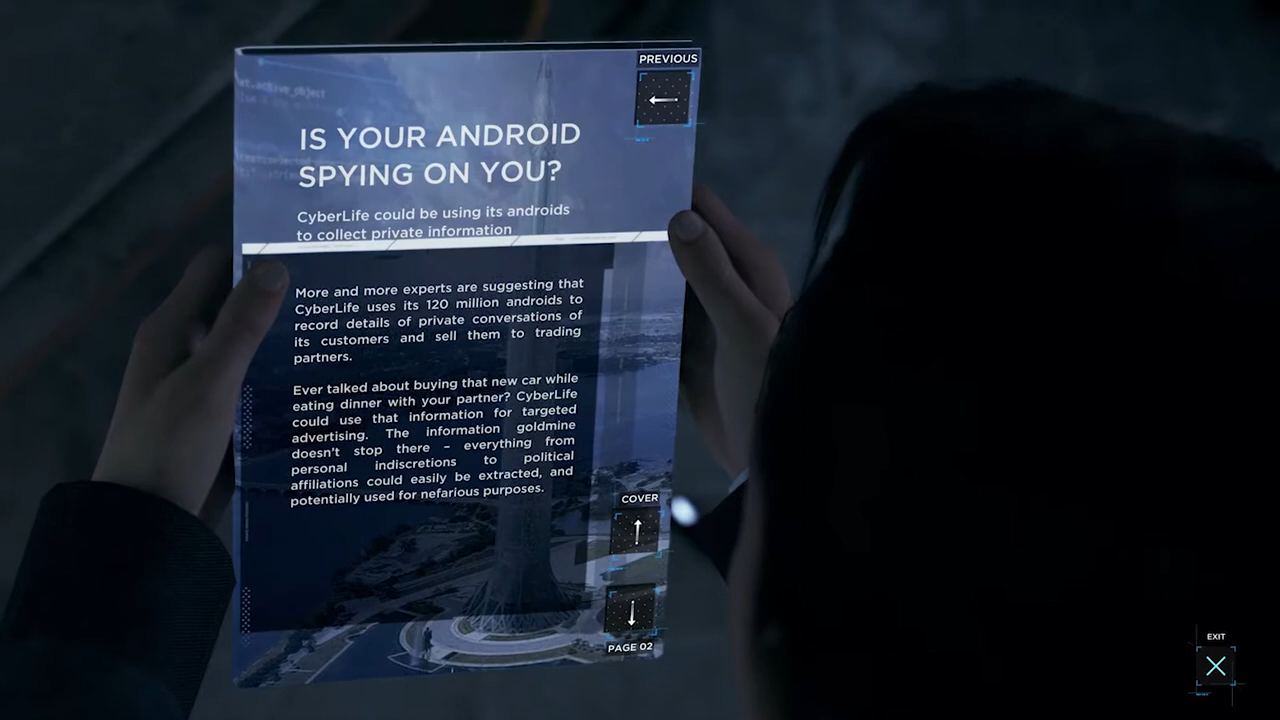 PREVIOUS
IS YOUR ANDROID
SPYING ON YOU?
CyberLife could be using its androids
to collect private information
More and more experts are suggesting that
CyberLife uses its 120 million androids to
record details of private conversations of
its customers and sell them to trading
partners.
Ever talked about buying that new car while
eating dinner with your partner? CyberLife
could use that information for targeted
advertising. The information goldmine
doesn't stop there – everything from
personal indiscretions to political
affiliations could easily be extracted, and
potentially used for nefarious purposes.
COVER
PAGE 02
EXIT